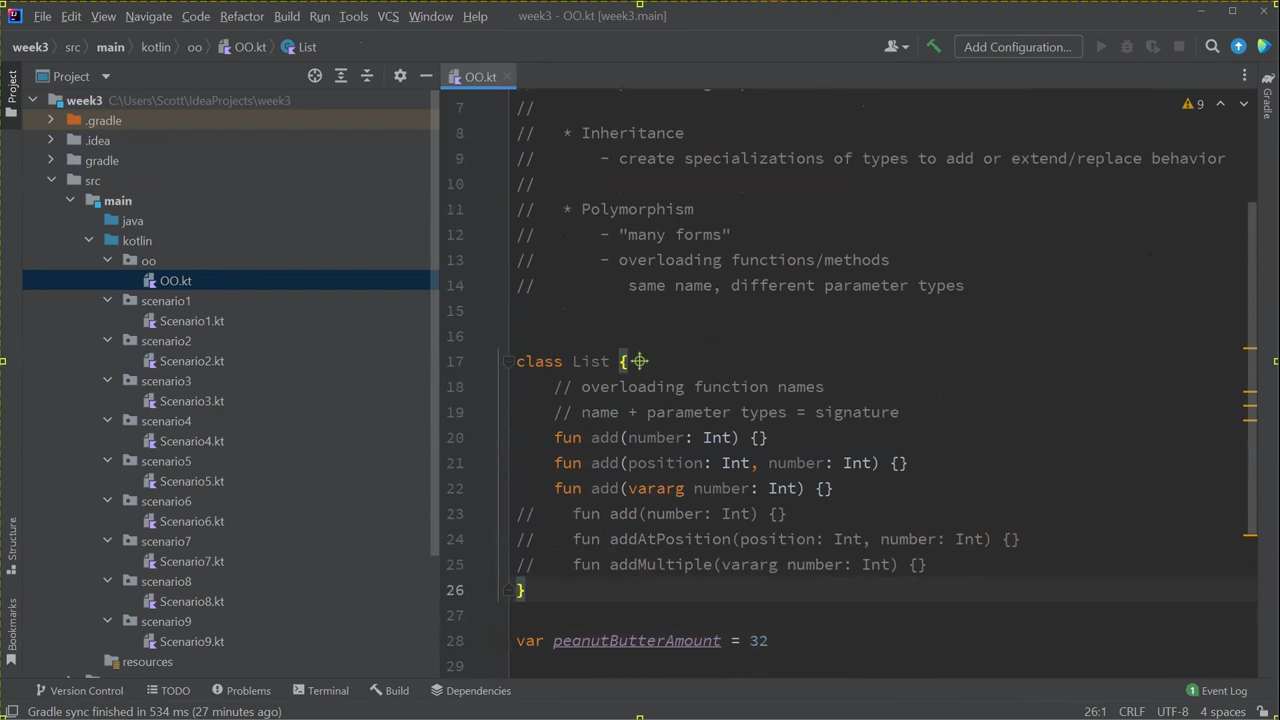 File Edit View Navigate Code Refactor Build Run Tools VCS Window Help week3 - OO.kt [week3.main]
week3 src main kotlin oo OO.kt List Add Configuration...
Project OO.kt
Project
Structure
Bookmarks
week3 C:\Users\Scott\IdeaProjects\week3
.gradle
.idea
gradle
src
main
java
kotlin
oo
OO.kt
scenario1
Scenario1.kt
scenario2
Scenario2.kt
scenario3
Scenario3.kt
scenario4
Scenario4.kt
scenario5
Scenario5.kt
scenario6
Scenario6.kt
scenario7
Scenario7.kt
scenario8
Scenario8.kt
scenario9
Scenario9.kt
resources
9
7 //
8 // * Inheritance
9 // - create specializations of types to add or extend/replace behavior
10 //
11 // * Polymorphism
12 // - "many forms"
13 // - overloading functions/methods
14 // same name, different parameter types
15
16
17 class List {
18 // overloading function names
19 // name + parameter types = signature
20 fun add(number: Int) {}
21 fun add(position: Int, number: Int) {}
22 fun add(vararg number: Int) {}
23 // fun add(number: Int) {}
24 // fun addAtPosition(position: Int, number: Int) {}
25 // fun addMultiple(vararg number: Int) {}
26 }
27
28 var peanutButterAmount = 32
29
Gradle
Version Control TODO Problems Terminal Build Dependencies 1 Event Log
Gradle sync finished in 534 ms (27 minutes ago) 26:1 CRLF UTF-8 4 spaces